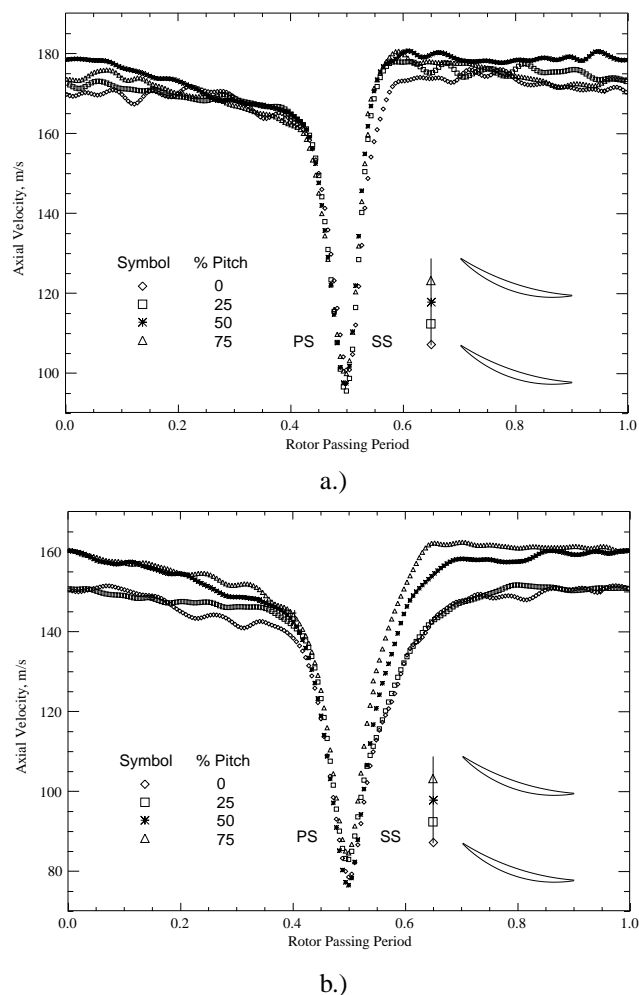 180
160
140
120
100
Axial Velocity, m/s
Symbol % Pitch
0
25
50
75
PS SS
0.0 0.2 0.4 0.6 0.8 1.0
Rotor Passing Period
a.)
160
140
120
100
80
Axial Velocity, m/s
Symbol % Pitch
0
25
50
75
PS SS
0.0 0.2 0.4 0.6 0.8 1.0
Rotor Passing Period
b.)